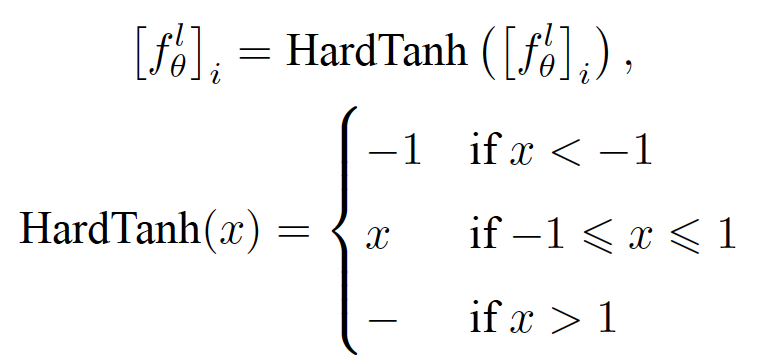 [f_θ^l]_i = HardTanh([f_θ^l]_i),
HardTanh(x) = { −1 if x < −1
x if −1 ⩽ x ⩽ 1
− if x > 1